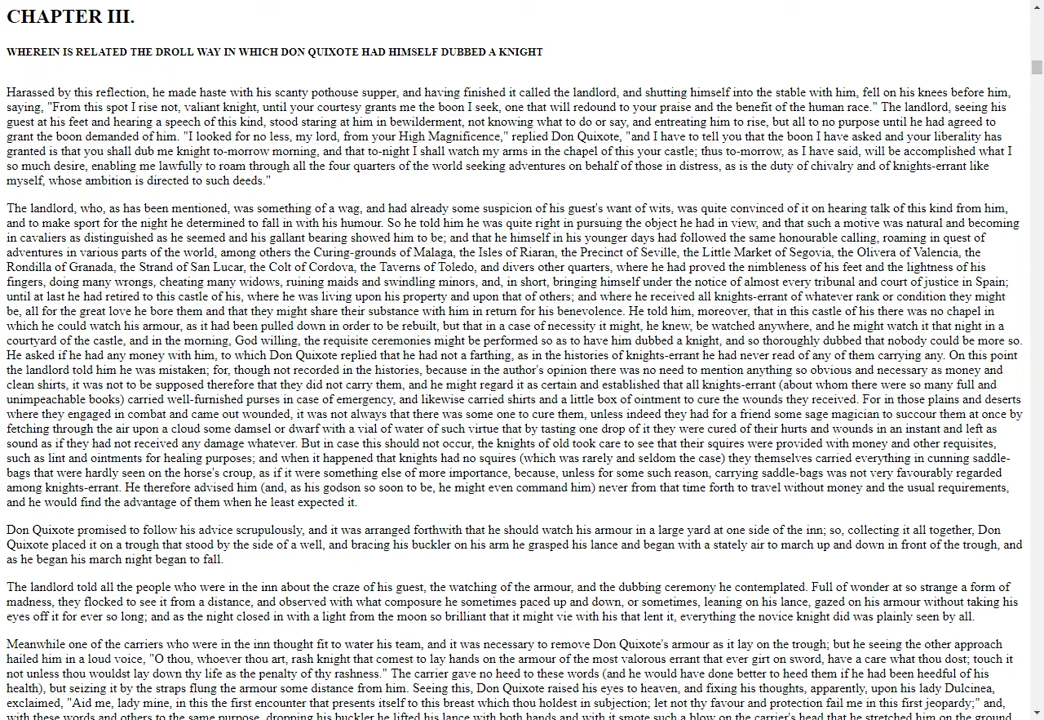 CHAPTER III.
WHEREIN IS RELATED THE DROLL WAY IN WHICH DON QUIXOTE HAD HIMSELF DUBBED A KNIGHT
Harassed by this reflection, he made haste with his scanty pothouse supper, and having finished it called the landlord, and shutting himself into the stable with him, fell on his knees before him,
saying, "From this spot I rise not, valiant knight, until your courtesy grants me the boon I seek, one that will redound to your praise and the benefit of the human race." The landlord, seeing his
guest at his feet and hearing a speech of this kind, stood staring at him in bewilderment, not knowing what to do or say, and entreating him to rise, but all to no purpose until he had agreed to
grant the boon demanded of him. "I looked for no less, my lord, from your High Magnificence," replied Don Quixote, "and I have to tell you that the boon I have asked and your liberality has
granted is that you shall dub me knight to-morrow morning, and that to-night I shall watch my arms in the chapel of this your castle; thus to-morrow, as I have said, will be accomplished what I
so much desire, enabling me lawfully to roam through all the four quarters of the world seeking adventures on behalf of those in distress, as is the duty of chivalry and of knights-errant like
myself, whose ambition is directed to such deeds."
The landlord, who, as has been mentioned, was something of a wag, and had already some suspicion of his guest's want of wits, was quite convinced of it on hearing talk of this kind from him,
and to make sport for the night he determined to fall in with his humour. So he told him he was quite right in pursuing the object he had in view, and that such a motive was natural and becoming
in cavaliers as distinguished as he seemed and his gallant bearing showed him to be; and that he himself in his younger days had followed the same honourable calling, roaming in quest of
adventures in various parts of the world, among others the Curing-grounds of Malaga, the Isles of Riaran, the Precinct of Seville, the Little Market of Segovia, the Olivera of Valencia, the
Rondilla of Granada, the Strand of San Lucar, the Colt of Cordova, the Taverns of Toledo, and divers other quarters, where he had proved the nimbleness of his feet and the lightness of his
fingers, doing many wrongs, cheating many widows, ruining maids and swindling minors, and, in short, bringing himself under the notice of almost every tribunal and court of justice in Spain;
until at last he had retired to this castle of his, where he was living upon his property and upon that of others; and where he received all knights-errant of whatever rank or condition they might
be, all for the great love he bore them and that they might share their substance with him in return for his benevolence. He told him, moreover, that in this castle of his there was no chapel in
which he could watch his armour, as it had been pulled down in order to be rebuilt, but that in a case of necessity it might, he knew, be watched anywhere, and he might watch it that night in a
courtyard of the castle, and in the morning, God willing, the requisite ceremonies might be performed so as to have him dubbed a knight, and so thoroughly dubbed that nobody could be more so.
He asked if he had any money with him, to which Don Quixote replied that he had not a farthing, as in the histories of knights-errant he had never read of any of them carrying any. On this point
the landlord told him he was mistaken; for, though not recorded in the histories, because in the author's opinion there was no need to mention anything so obvious and necessary as money and
clean shirts, it was not to be supposed therefore that they did not carry them, and he might regard it as certain and established that all knights-errant (about whom there were so many full and
unimpeachable books) carried well-furnished purses in case of emergency, and likewise carried shirts and a little box of ointment to cure the wounds they received. For in those plains and deserts
where they engaged in combat and came out wounded, it was not always that there was some one to cure them, unless indeed they had for a friend some sage magician to succour them at once by
fetching through the air upon a cloud some damsel or dwarf with a vial of water of such virtue that by tasting one drop of it they were cured of their hurts and wounds in an instant and left as
sound as if they had not received any damage whatever. But in case this should not occur, the knights of old took care to see that their squires were provided with money and other requisites,
such as lint and ointments for healing purposes; and when it happened that knights had no squires (which was rarely and seldom the case) they themselves carried everything in cunning saddle-
bags that were hardly seen on the horse's croup, as if it were something else of more importance, because, unless for some such reason, carrying saddle-bags was not very favourably regarded
among knights-errant. He therefore advised him (and, as his godson so soon to be, he might even command him) never from that time forth to travel without money and the usual requirements,
and he would find the advantage of them when he least expected it.
Don Quixote promised to follow his advice scrupulously, and it was arranged forthwith that he should watch his armour in a large yard at one side of the inn; so, collecting it all together, Don
Quixote placed it on a trough that stood by the side of a well, and bracing his buckler on his arm he grasped his lance and began with a stately air to march up and down in front of the trough, and
as he began his march night began to fall.
The landlord told all the people who were in the inn about the craze of his guest, the watching of the armour, and the dubbing ceremony he contemplated. Full of wonder at so strange a form of
madness, they flocked to see it from a distance, and observed with what composure he sometimes paced up and down, or sometimes, leaning on his lance, gazed on his armour without taking his
eyes off it for ever so long; and as the night closed in with a light from the moon so brilliant that it might vie with his that lent it, everything the novice knight did was plainly seen by all.
Meanwhile one of the carriers who were in the inn thought fit to water his team, and it was necessary to remove Don Quixote's armour as it lay on the trough; but he seeing the other approach
hailed him in a loud voice, "O thou, whoever thou art, rash knight that comest to lay hands on the armour of the most valorous errant that ever girt on sword, have a care what thou dost; touch it
not unless thou wouldst lay down thy life as the penalty of thy rashness." The carrier gave no heed to these words (and he would have done better to heed them if he had been heedful of his
health), but seizing it by the straps flung the armour some distance from him. Seeing this, Don Quixote raised his eyes to heaven, and fixing his thoughts, apparently, upon his lady Dulcinea,
exclaimed, "Aid me, lady mine, in this the first encounter that presents itself to this breast which thou holdest in subjection; let not thy favour and protection fail me in this first jeopardy;" and,
with these words and others to the same purpose, dropping his buckler he lifted his lance with both hands and with it smote such a blow on the carrier's head that he stretched him on the ground